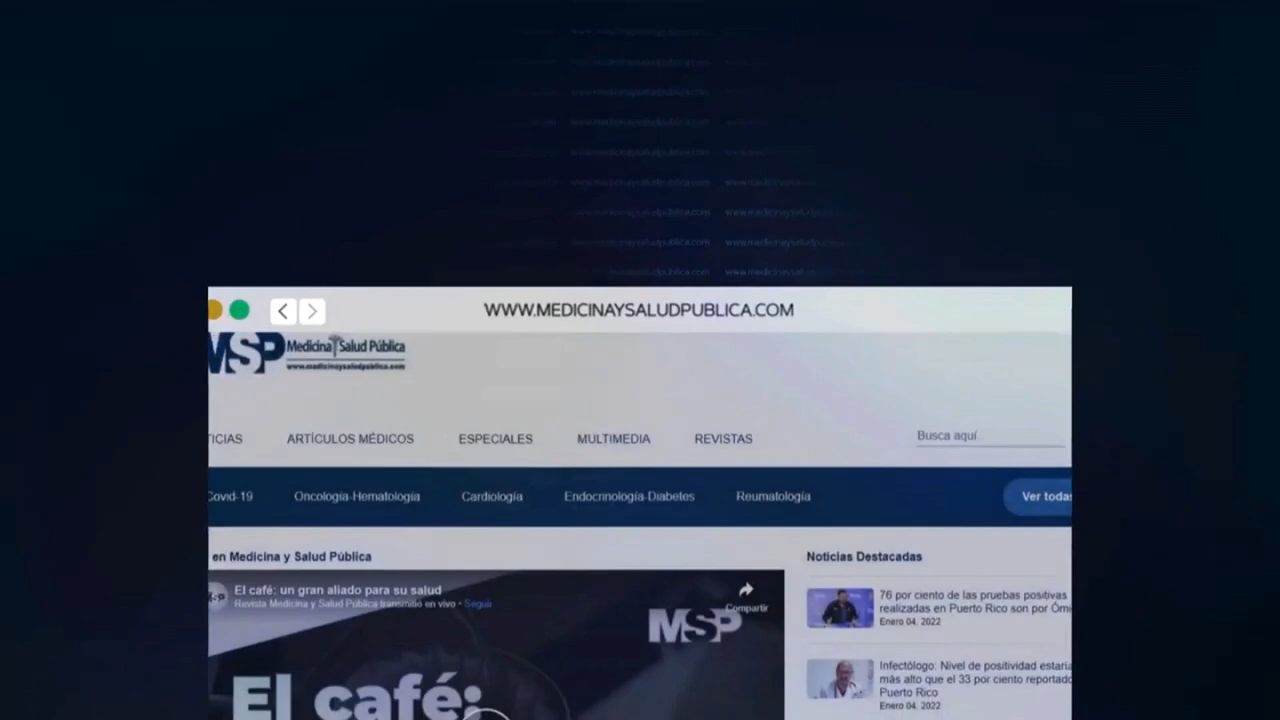 WWW.MEDICINAYSALUDPUBLICA.COM
MSP Medicina Salud Pública
www.medicinaysaludpublica.com
ICIAS ARTÍCULOS MÉDICOS ESPECIALES MULTIMEDIA REVISTAS Busca aquí
Covid-19 Oncología-Hematología Cardiología Endocrinología-Diabetes Reumatología Ver todas
en Medicina y Salud Pública
El café: un gran aliado para su salud
Revista Medicina y Salud Pública transmitió en vivo • Seguir
Compartir
MSP
El café:
Noticias Destacadas
76 por ciento de las pruebas positivas
realizadas en Puerto Rico son por Ómi
Enero 04, 2022
Infectólogo: Nivel de positividad estaría
más alto que el 33 por ciento reportado
Puerto Rico
Enero 04, 2022